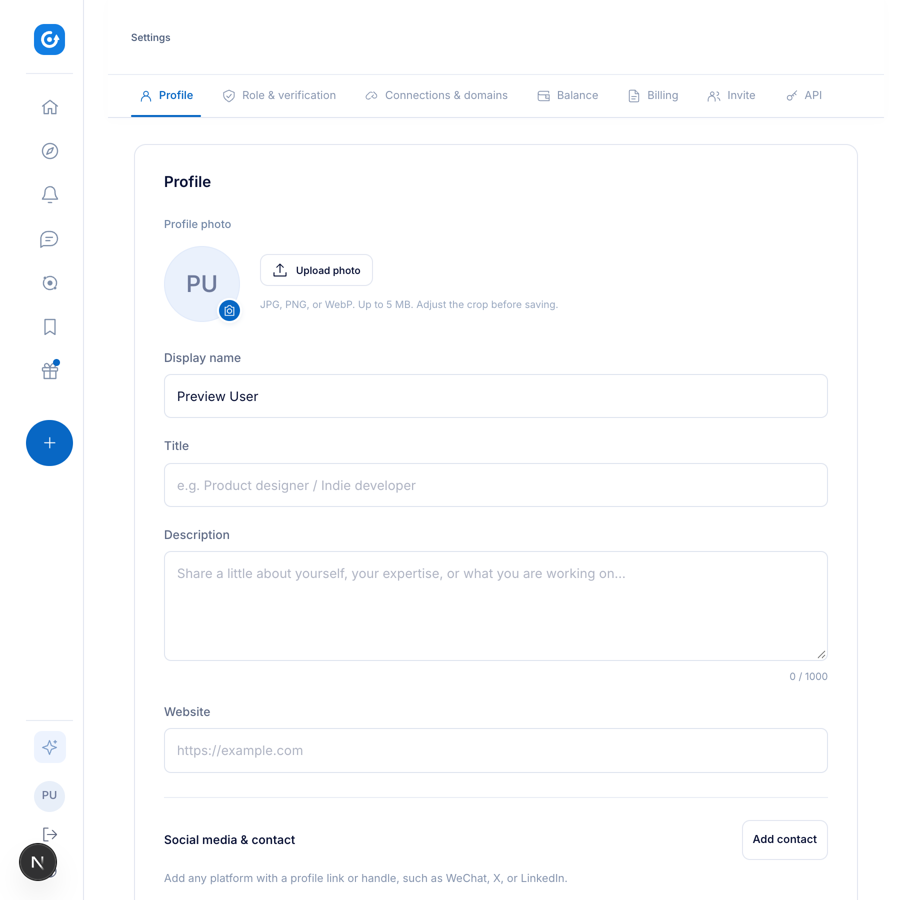 Settings
Profile
Role & verification
Connections & domains
Balance
Billing
Invite
API
Profile
Profile photo
PU
Upload photo
JPG, PNG, or WebP. Up to 5 MB. Adjust the crop before saving.
Display name
Preview User
Title
e.g. Product designer / Indie developer
Description
Share a little about yourself, your expertise, or what you are working on...
0 / 1000
Website
https://example.com
Social media & contact
Add contact
Add any platform with a profile link or handle, such as WeChat, X, or LinkedIn.
PU
N